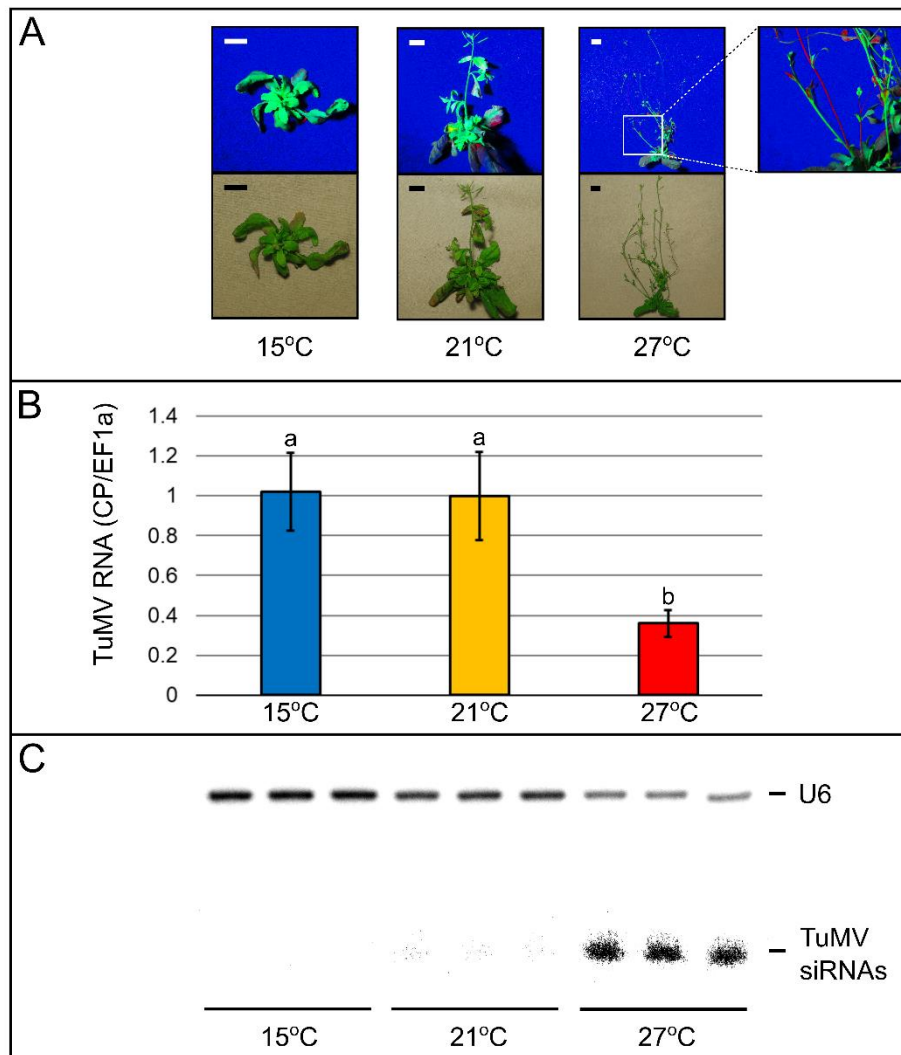 A
15ºC 21ºC 27ºC
B
TuMV RNA (CP/EF1a)
1.4
1.2
1
0.8
0.6
0.4
0.2
0
a a b
15ºC 21ºC 27ºC
C
U6
TuMV
siRNAs
15ºC 21ºC 27ºC